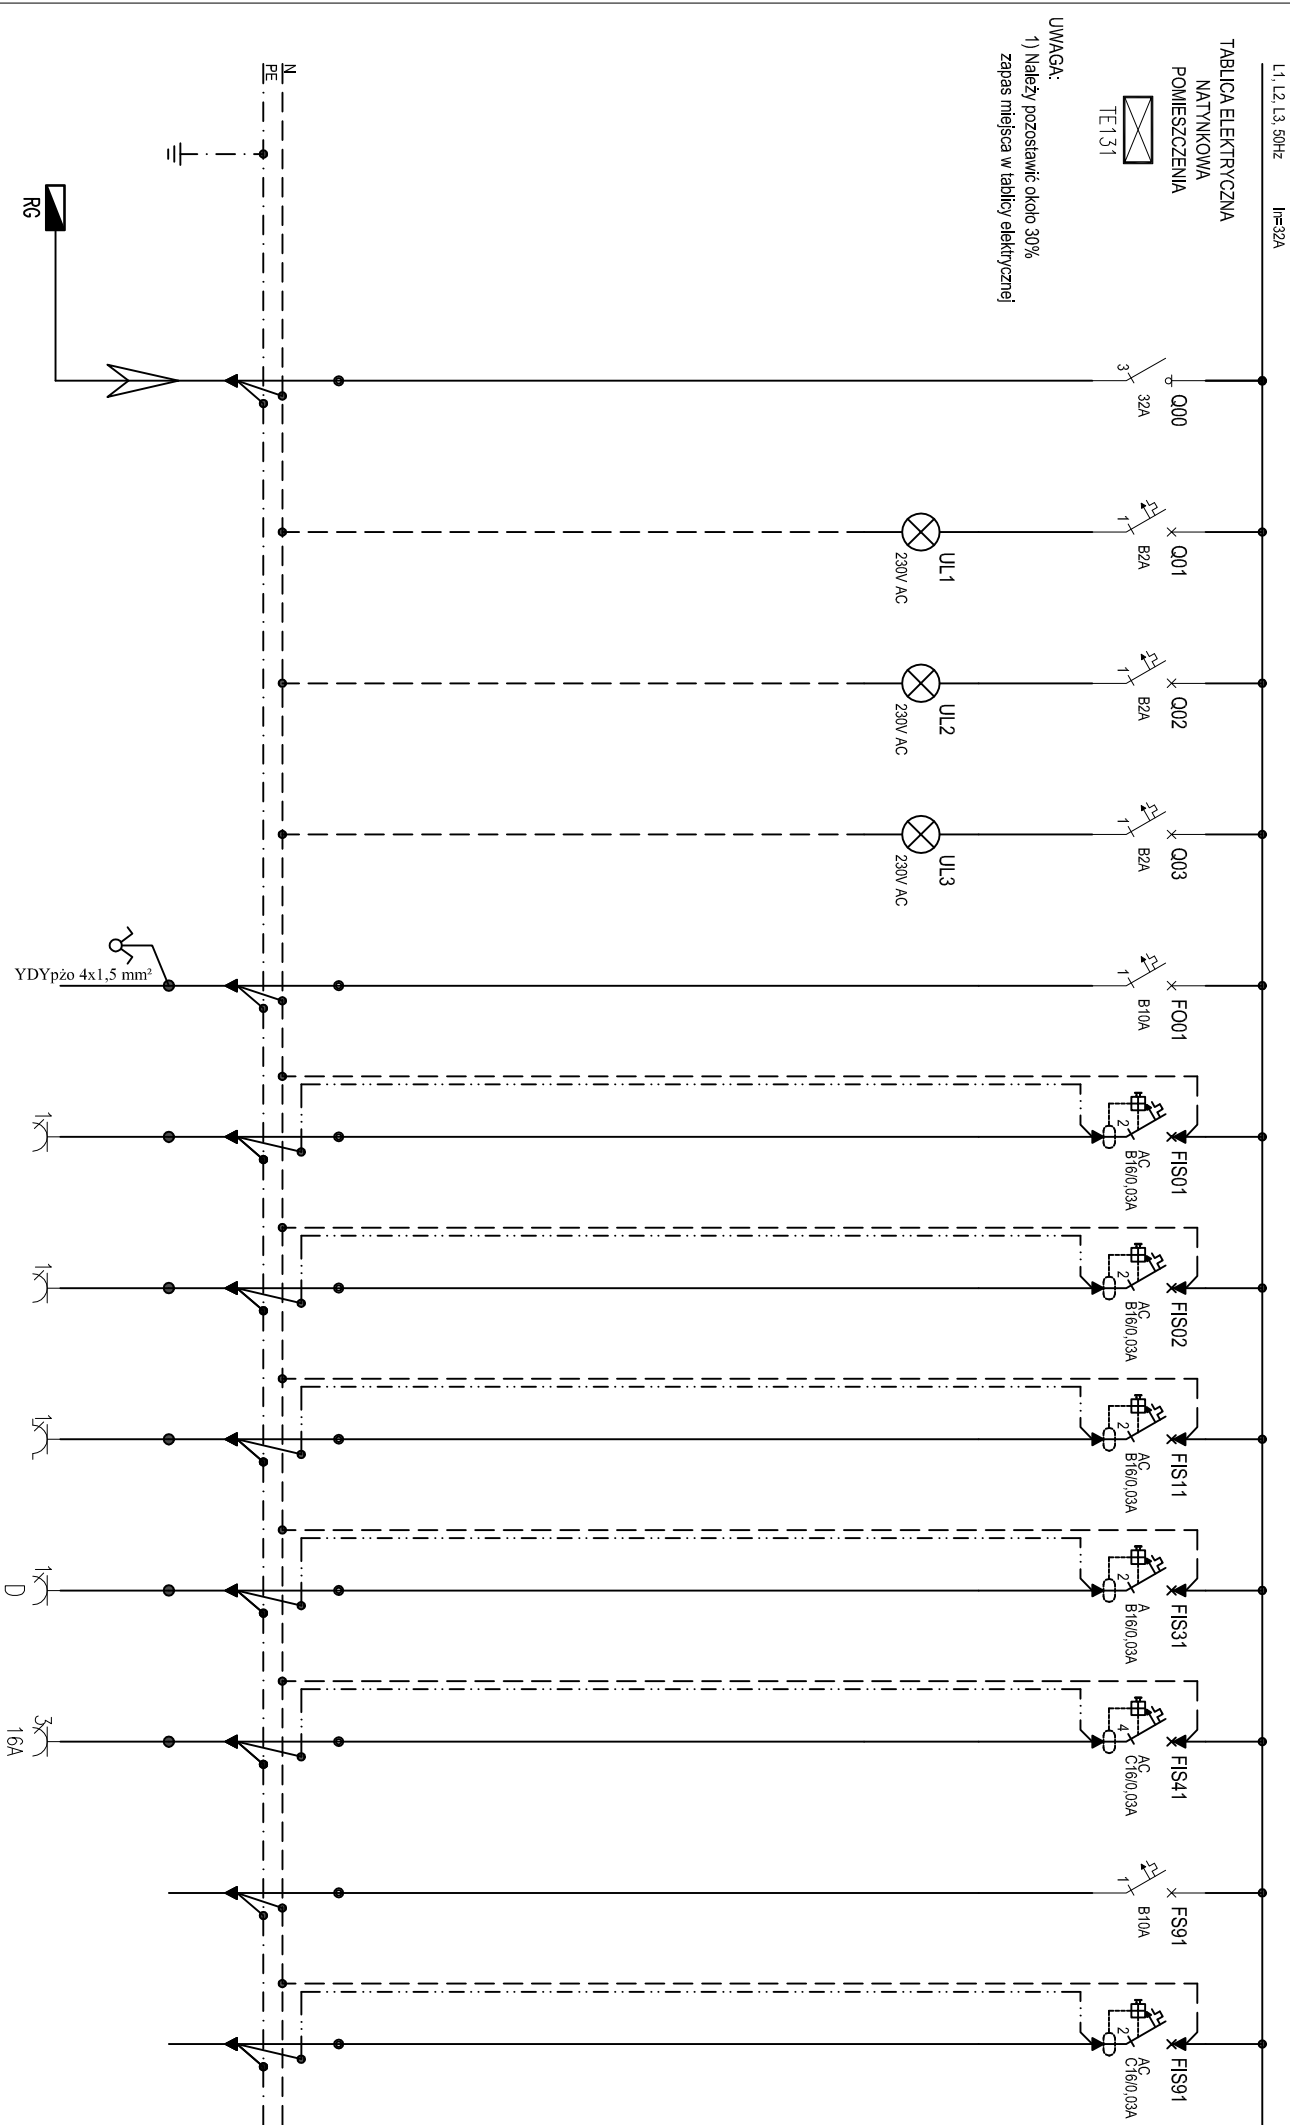 L1, L2, L3, 50Hz In=32A
TABLICA ELEKTRYCZNA
NATYNKOWA
POMIESZCZENIA
TE131
UWAGA:
1) Należy pozostawić około 30%
zapas miejsca w tablicy elektrycznej
N
PE
RG
Q00
3
32A
Q01
1
B2A
UL1
230V AC
Q02
1
B2A
UL2
230V AC
Q03
1
B2A
UL3
230V AC
FO01
1
B10A
YDYpżo 4x1,5 mm²
FIS01
2
AC
B16/0,03A
1
FIS02
2
AC
B16/0,03A
1
FIS11
2
AC
B16/0,03A
1
FIS31
2
A
B16/0,03A
1
D
FIS41
4
AC
C16/0,03A
3
16A
FS91
1
B10A
FIS91
2
AC
C16/0,03A